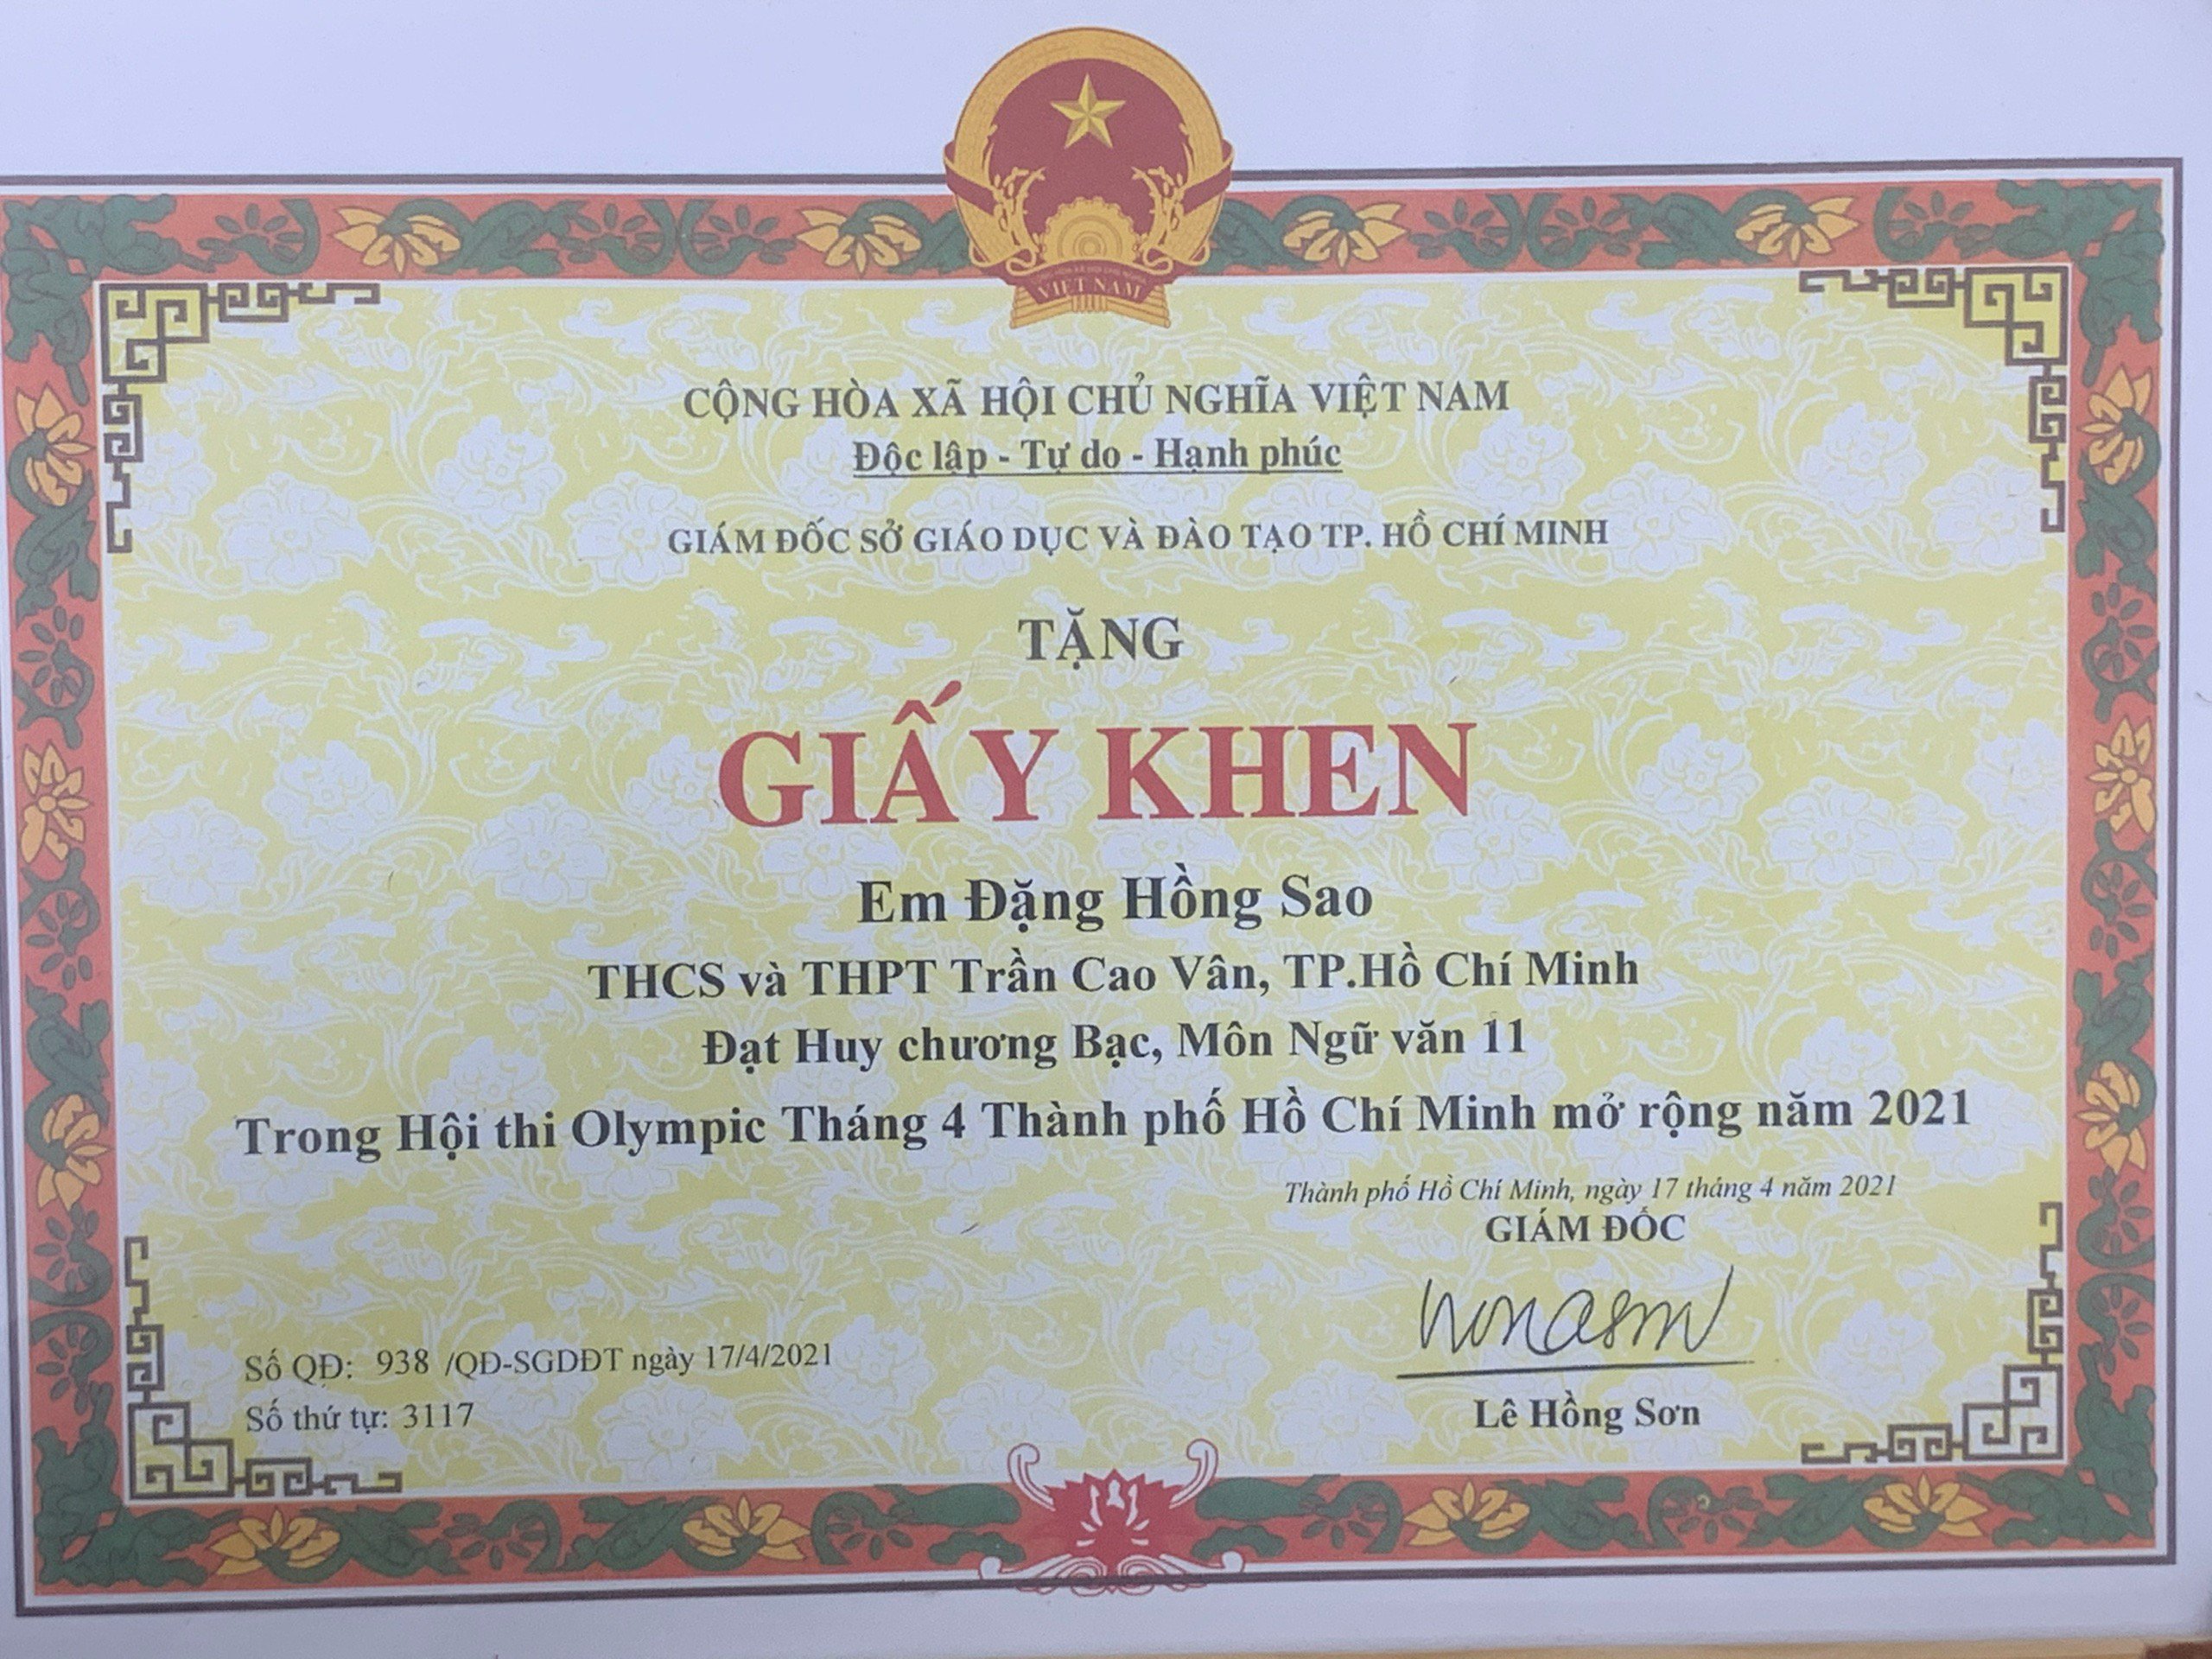 VIỆT NAM
CỘNG HÒA XÃ HỘI CHỦ NGHĨA VIỆT NAM
Độc lập - Tự do - Hạnh phúc
GIÁM ĐỐC SỞ GIÁO DỤC VÀ ĐÀO TẠO TP. HỒ CHÍ MINH
TẶNG
GIẤY KHEN
Em Đặng Hồng Sao
THCS và THPT Trần Cao Vân, TP.Hồ Chí Minh
Đạt Huy chương Bạc, Môn Ngữ văn 11
Trong Hội thi Olympic Tháng 4 Thành phố Hồ Chí Minh mở rộng năm 2021
Thành phố Hồ Chí Minh, ngày 17 tháng 4 năm 2021
GIÁM ĐỐC
Số QĐ: 938 /QĐ-SGDĐT ngày 17/4/2021
Số thứ tự: 3117
Lê Hồng Sơn